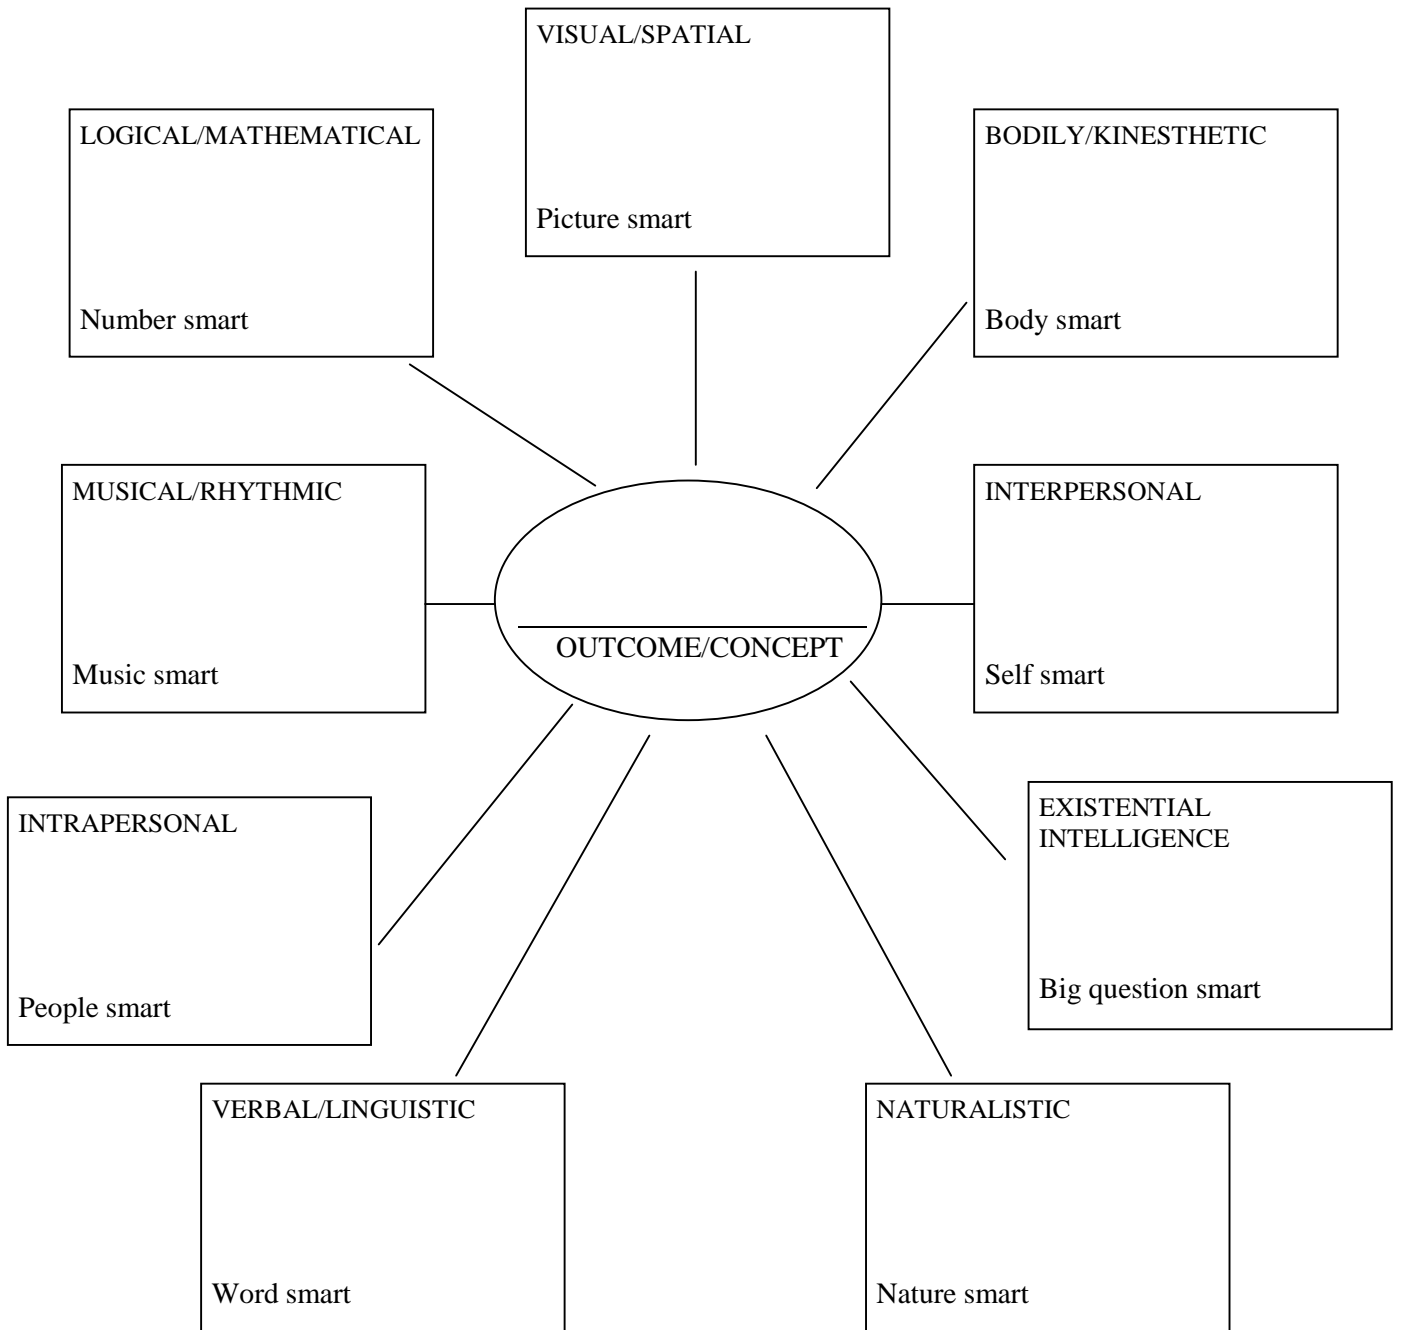 VISUAL/SPATIAL
Picture smart
LOGICAL/MATHEMATICAL
Number smart
BODILY/KINESTHETIC
Body smart
MUSICAL/RHYTHMIC
Music smart
OUTCOME/CONCEPT
INTERPERSONAL
Self smart
INTRAPERSONAL
People smart
EXISTENTIAL
INTELLIGENCE
Big question smart
VERBAL/LINGUISTIC
Word smart
NATURALISTIC
Nature smart